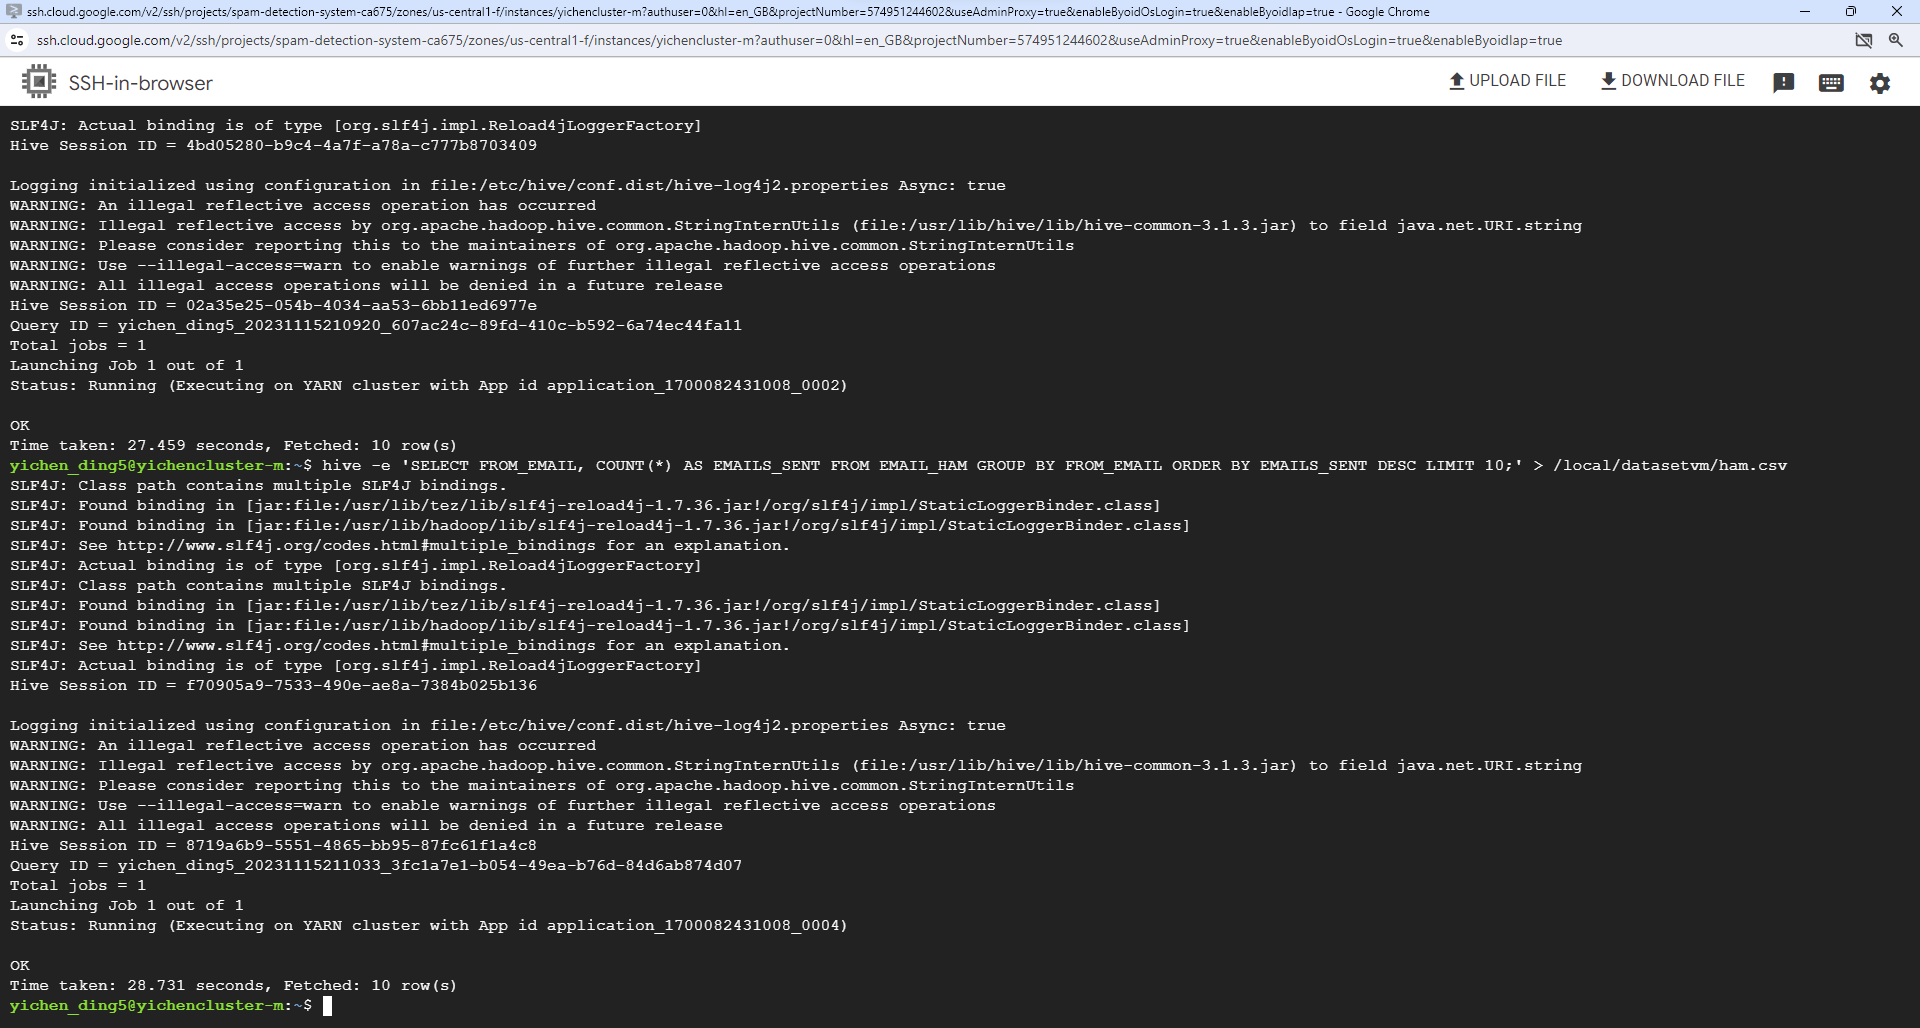 ssh.cloud.google.com/v2/ssh/projects/spam-detection-system-ca675/zones/us-central1-f/instances/yichencluster-m?authuser=0&hl=en_GB&projectNumber=574951244602&useAdminProxy=true&enableByoidOsLogin=true&enableByoidIap=true - Google Chrome
ssh.cloud.google.com/v2/ssh/projects/spam-detection-system-ca675/zones/us-central1-f/instances/yichencluster-m?authuser=0&hl=en_GB&projectNumber=574951244602&useAdminProxy=true&enableByoidOsLogin=true&enableByoidIap=true
SSH-in-browser UPLOAD FILE DOWNLOAD FILE
SLF4J: Actual binding is of type [org.slf4j.impl.Reload4jLoggerFactory]
Hive Session ID = 4bd05280-b9c4-4a7f-a78a-c777b8703409
Logging initialized using configuration in file:/etc/hive/conf.dist/hive-log4j2.properties Async: true
WARNING: An illegal reflective access operation has occurred
WARNING: Illegal reflective access by org.apache.hadoop.hive.common.StringInternUtils (file:/usr/lib/hive/lib/hive-common-3.1.3.jar) to field java.net.URI.string
WARNING: Please consider reporting this to the maintainers of org.apache.hadoop.hive.common.StringInternUtils
WARNING: Use --illegal-access=warn to enable warnings of further illegal reflective access operations
WARNING: All illegal access operations will be denied in a future release
Hive Session ID = 02a35e25-054b-4034-aa53-6bb11ed6977e
Query ID = yichen_ding5_20231115210920_607ac24c-89fd-410c-b592-6a74ec44fa11
Total jobs = 1
Launching Job 1 out of 1
Status: Running (Executing on YARN cluster with App id application_1700082431008_0002)
OK
Time taken: 27.459 seconds, Fetched: 10 row(s)
yichen_ding5@yichencluster-m:~$ hive -e 'SELECT FROM_EMAIL, COUNT(*) AS EMAILS_SENT FROM EMAIL_HAM GROUP BY FROM_EMAIL ORDER BY EMAILS_SENT DESC LIMIT 10;' > /local/datasetvm/ham.csv
SLF4J: Class path contains multiple SLF4J bindings.
SLF4J: Found binding in [jar:file:/usr/lib/tez/lib/slf4j-reload4j-1.7.36.jar!/org/slf4j/impl/StaticLoggerBinder.class]
SLF4J: Found binding in [jar:file:/usr/lib/hadoop/lib/slf4j-reload4j-1.7.36.jar!/org/slf4j/impl/StaticLoggerBinder.class]
SLF4J: See http://www.slf4j.org/codes.html#multiple_bindings for an explanation.
SLF4J: Actual binding is of type [org.slf4j.impl.Reload4jLoggerFactory]
SLF4J: Class path contains multiple SLF4J bindings.
SLF4J: Found binding in [jar:file:/usr/lib/tez/lib/slf4j-reload4j-1.7.36.jar!/org/slf4j/impl/StaticLoggerBinder.class]
SLF4J: Found binding in [jar:file:/usr/lib/hadoop/lib/slf4j-reload4j-1.7.36.jar!/org/slf4j/impl/StaticLoggerBinder.class]
SLF4J: See http://www.slf4j.org/codes.html#multiple_bindings for an explanation.
SLF4J: Actual binding is of type [org.slf4j.impl.Reload4jLoggerFactory]
Hive Session ID = f70905a9-7533-490e-ae8a-7384b025b136
Logging initialized using configuration in file:/etc/hive/conf.dist/hive-log4j2.properties Async: true
WARNING: An illegal reflective access operation has occurred
WARNING: Illegal reflective access by org.apache.hadoop.hive.common.StringInternUtils (file:/usr/lib/hive/lib/hive-common-3.1.3.jar) to field java.net.URI.string
WARNING: Please consider reporting this to the maintainers of org.apache.hadoop.hive.common.StringInternUtils
WARNING: Use --illegal-access=warn to enable warnings of further illegal reflective access operations
WARNING: All illegal access operations will be denied in a future release
Hive Session ID = 8719a6b9-5551-4865-bb95-87fc61f1a4c8
Query ID = yichen_ding5_20231115211033_3fc1a7e1-b054-49ea-b76d-84d6ab874d07
Total jobs = 1
Launching Job 1 out of 1
Status: Running (Executing on YARN cluster with App id application_1700082431008_0004)
OK
Time taken: 28.731 seconds, Fetched: 10 row(s)
yichen_ding5@yichencluster-m:~$